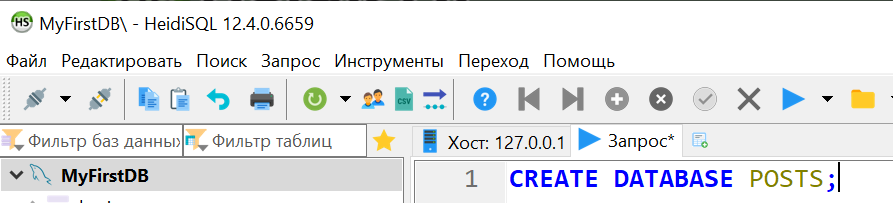 MyFirstDB\ - HeidiSQL 12.4.0.6659
Файл Редактировать Поиск Запрос Инструменты Переход Помощь
Фильтр баз данны Фильтр таблиц Хост: 127.0.0.1 Запрос*
MyFirstDB
1 CREATE DATABASE POSTS;